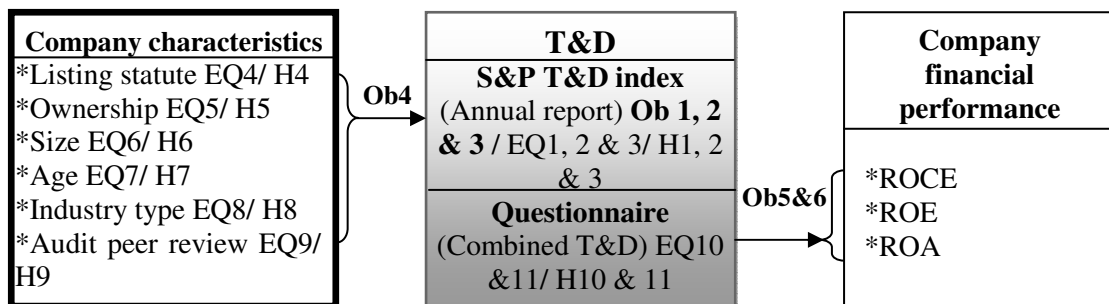 Company characteristics
*Listing statute EQ4/ H4
*Ownership EQ5/ H5
*Size EQ6/ H6
*Age EQ7/ H7
*Industry type EQ8/ H8
*Audit peer review EQ9/
H9
Ob4
T&D
S&P T&D index
(Annual report) Ob 1, 2
& 3 / EQ1, 2 & 3/ H1, 2
& 3
Questionnaire
(Combined T&D) EQ10
&11/ H10 & 11
Ob5&6
Company
financial
performance
*ROCE
*ROE
*ROA